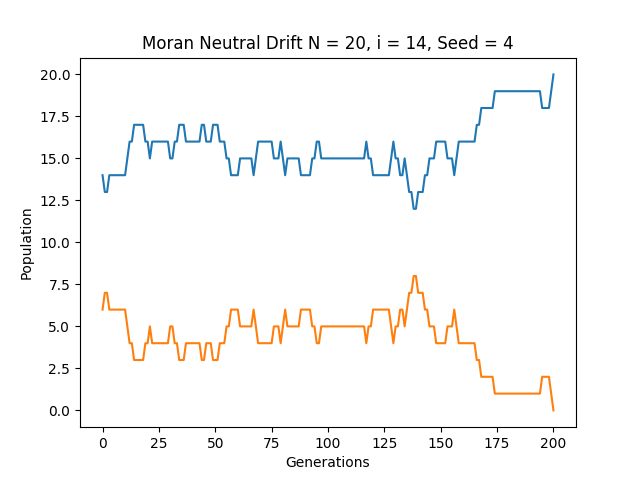 Moran Neutral Drift N = 20, i = 14, Seed = 4
20.0
17.5
15.0
12.5
10.0
7.5
5.0
2.5
0.0
Population
0 25 50 75 100 125 150 175 200
Generations